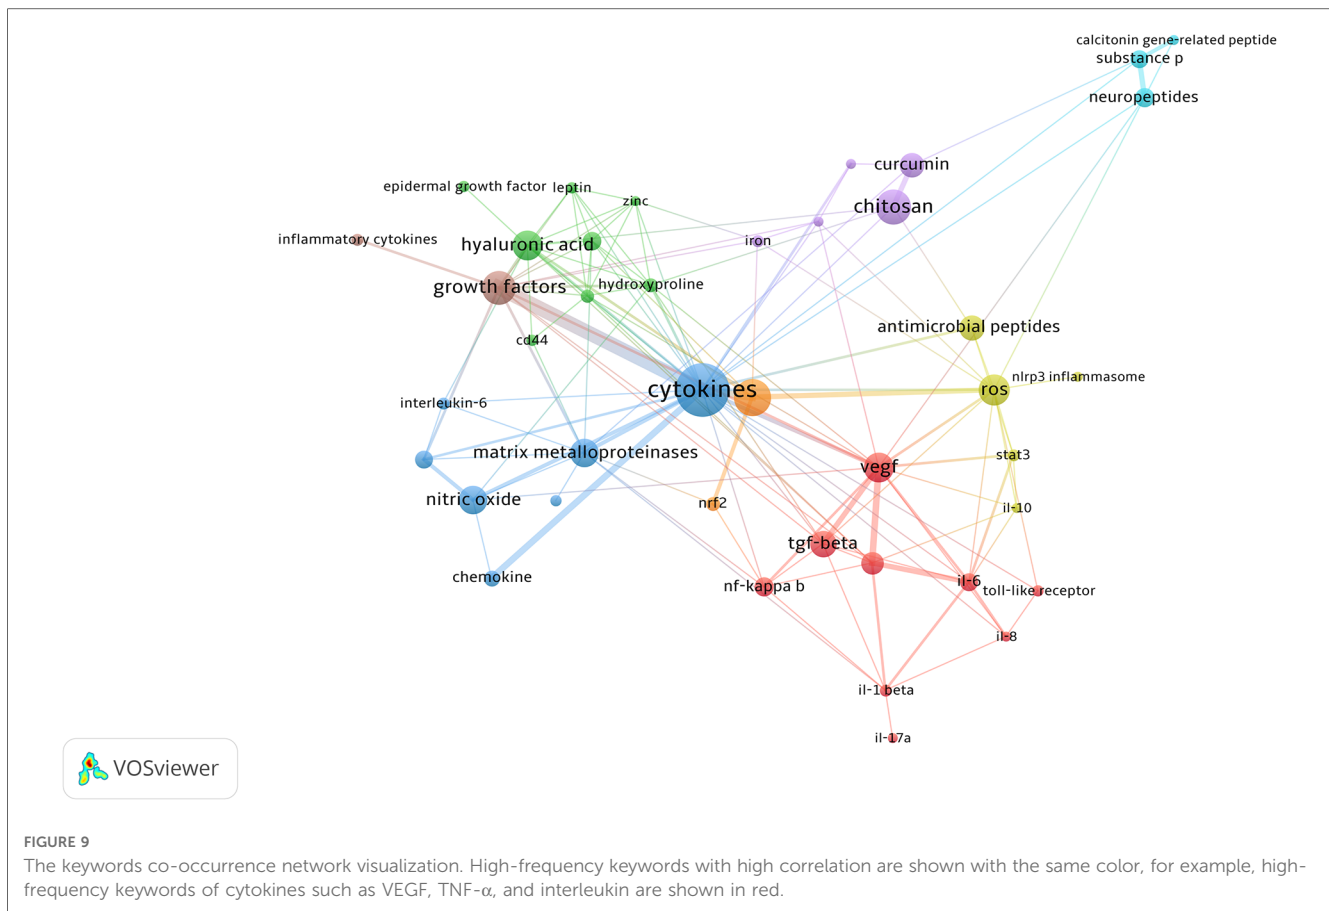 calcitonin gene-related peptide
substance p
neuropeptides
curcumin
epidermal growth factor
leptin
zinc
chitosan
inflammatory cytokines
hyaluronic acid
iron
growth factors
hydroxyproline
antimicrobial peptides
cd44
nlrp3 inflammasome
cytokines
ros
interleukin-6
matrix metalloproteinases
stat3
vegf
nitric oxide
nrf2
il-10
tgf-beta
chemokine
nf-kappa b
il-6
toll-like receptor
il-8
il-1 beta
il-17a
VOSviewer
FIGURE 9
The keywords co-occurrence network visualization. High-frequency keywords with high correlation are shown with the same color, for example, high-
frequency keywords of cytokines such as VEGF, TNF-α, and interleukin are shown in red.